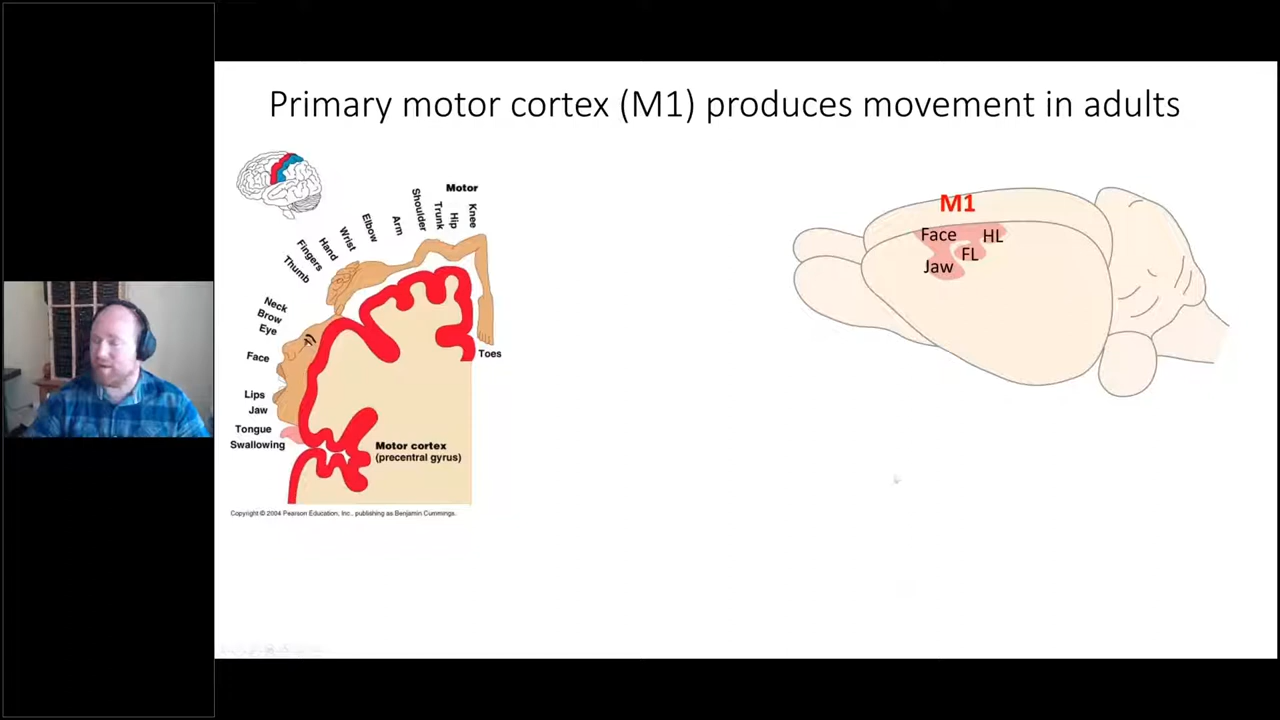 Primary motor cortex (M1) produces movement in adults
Motor
Knee
Hip
Trunk
Shoulder
Arm
Elbow
Wrist
Hand
Fingers
Thumb
Neck
Brow
Eye
Face
Lips
Jaw
Tongue
Swallowing
Toes
Motor cortex
(precentral gyrus)
Copyright © 2004 Pearson Education, Inc., publishing as Benjamin Cummings.
M1
Face HL
FL
Jaw